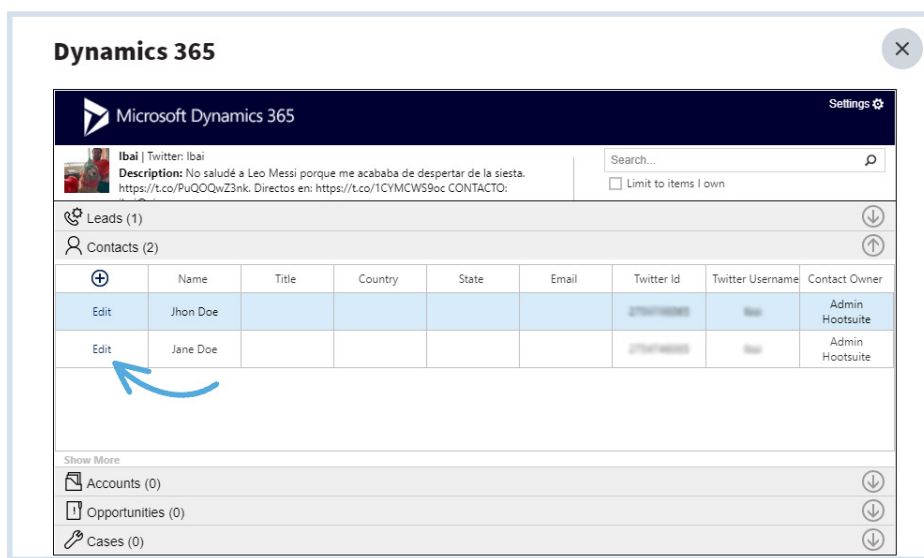 Dynamics 365
Microsoft Dynamics 365
Settings
Ibai | Twitter: Ibai
Description: No saludé a Leo Messi porque me acababa de despertar de la siesta.
https://t.co/PuQOQwZ3nk. Directos en: https://t.co/1CYMCWS9oc CONTACTO:
Search...
Limit to items I own
Leads (1)
Contacts (2)
Name Title Country State Email Twitter Id Twitter Username Contact Owner
Edit Jhon Doe Admin
Hootsuite
Edit Jane Doe Admin
Hootsuite
Show More
Accounts (0)
Opportunities (0)
Cases (0)